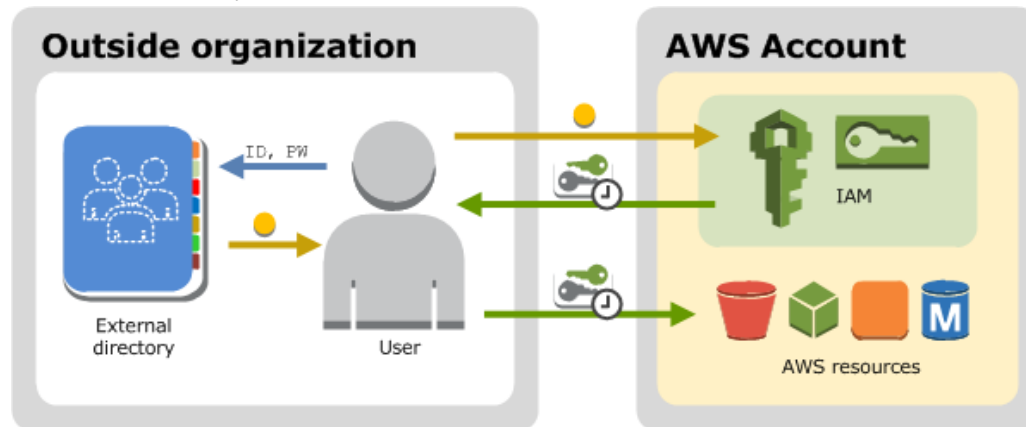 Outside organization
AWS Account
ID, PW
IAM
External
directory
User
M
AWS resources